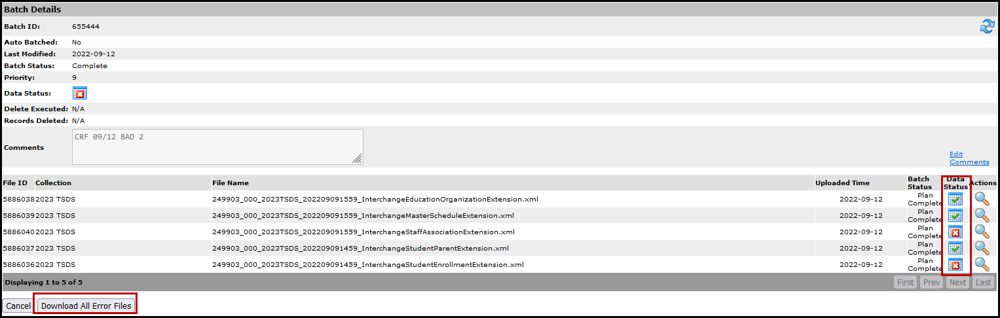 Batch Details
Batch ID: 655444
Auto Batched: No
Last Modified: 2022-09-12
Batch Status: Complete
Priority: 9
Data Status:
Delete Executed: N/A
Records Deleted: N/A
Comments CRF 09/12 BAD 2
Edit
Comments
File ID Collection File Name Uploaded Time Batch Status Data Status Actions
5886038 2023 TSDS 249903_000_2023TSDS_202209091559_InterchangeEducationOrganizationExtension.xml 2022-09-12 Plan Complete
5886039 2023 TSDS 249903_000_2023TSDS_202209091559_InterchangeMasterScheduleExtension.xml 2022-09-12 Plan Complete
5886040 2023 TSDS 249903_000_2023TSDS_202209091559_InterchangeStaffAssociationExtension.xml 2022-09-12 Plan Complete
5886037 2023 TSDS 249903_000_2023TSDS_202209091459_InterchangeStudentParentExtension.xml 2022-09-12 Plan Complete
5886036 2023 TSDS 249903_000_2023TSDS_202209091459_InterchangeStudentEnrollmentExtension.xml 2022-09-12 Plan Complete
Displaying 1 to 5 of 5 First Prev Next Last
Cancel Download All Error Files